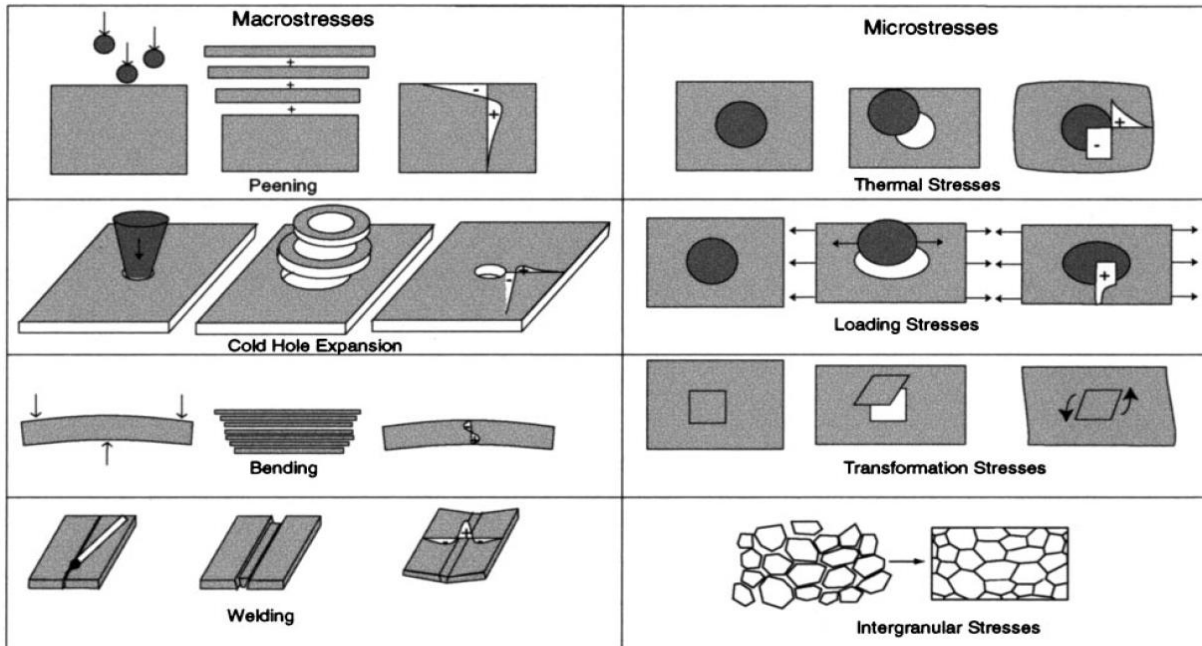 Macrostresses
-
+
+
+
+
Peening
-
+
Cold Hole Expansion
Bending
+
-
-
Welding
Microstresses
+
-
Thermal Stresses
+
Loading Stresses
Transformation Stresses
Intergranular Stresses